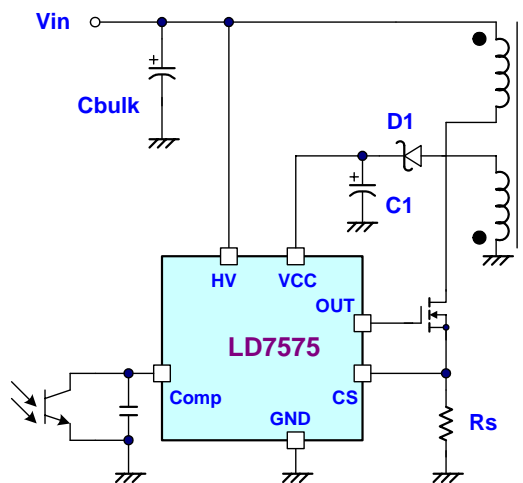 Vin
Cbulk
D1
C1
HV
VCC
OUT
LD7575
Comp
CS
GND
Rs